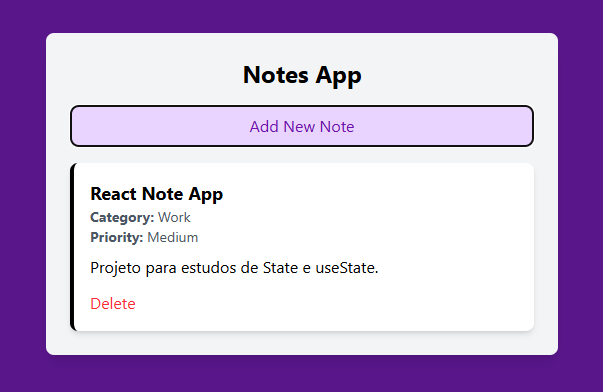 Notes App
Add New Note
React Note App
Category: Work
Priority: Medium
Projeto para estudos de State e useState.
Delete